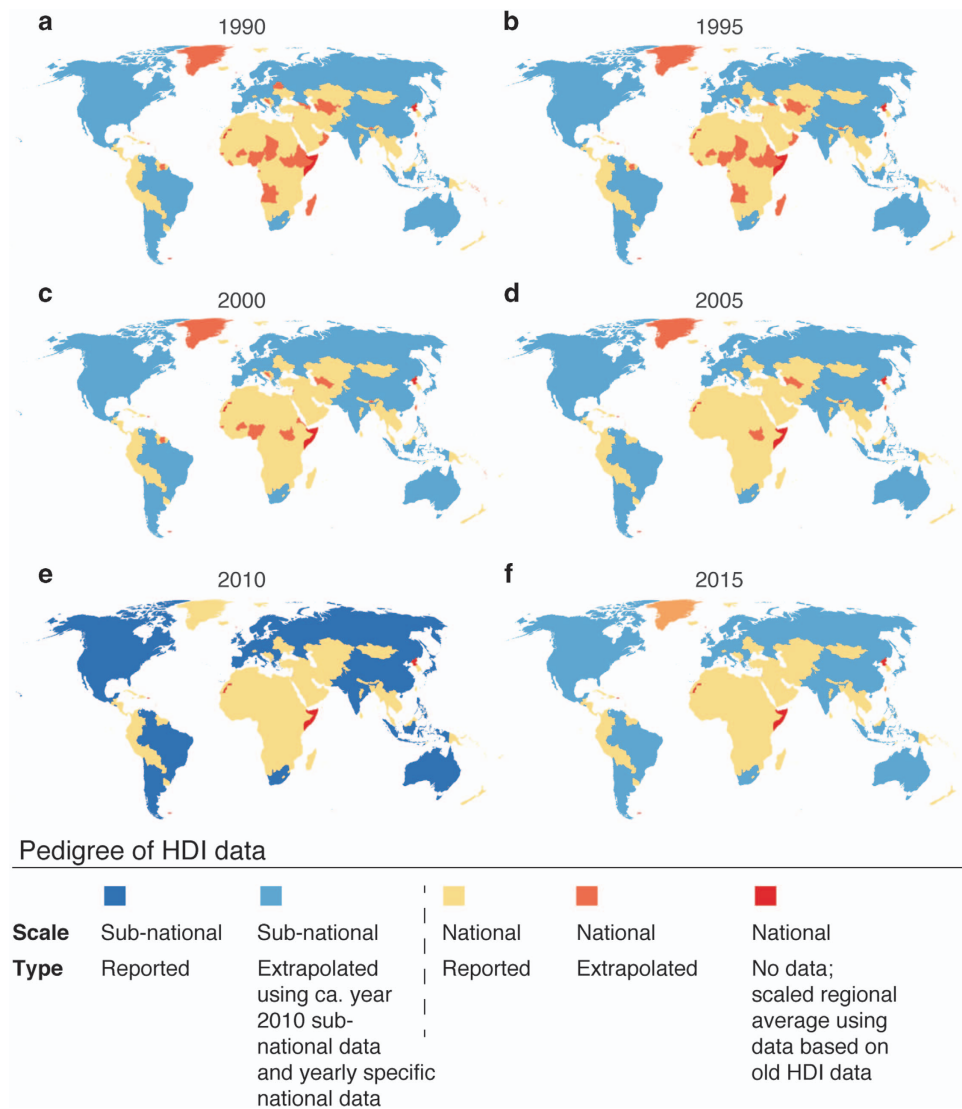 a
1990
b
1995
c
2000
d
2005
e
2010
f
2015
Pedigree of HDI data
Scale Sub-national Sub-national National National National
Type Reported Extrapolated Reported Extrapolated No data;
using ca. year scaled regional
2010 sub- average using
national data data based on
and yearly specific old HDI data
national data